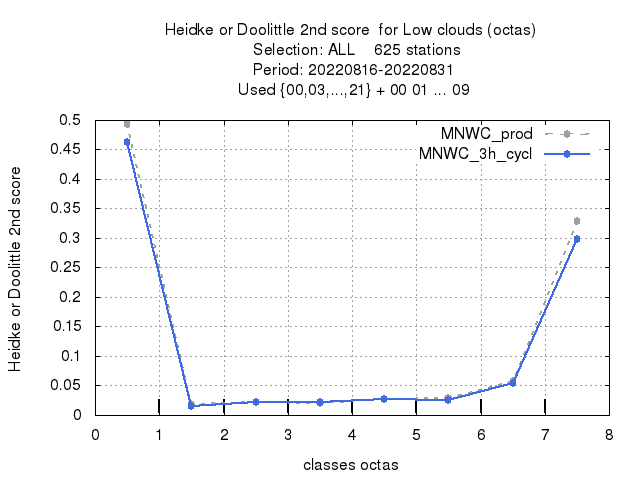 Heidke or Doolittle 2nd score  for Low clouds (octas)
Selection: ALL    625 stations
Period: 20220816-20220831
Used {00,03,...,21} + 00 01 ... 09
MNWC_prod
MNWC_3h_cycl
Heidke or Doolittle 2nd score
0.5
0.45
0.4
0.35
0.3
0.25
0.2
0.15
0.1
0.05
0
0 1 2 3 4 5 6 7 8
classes octas